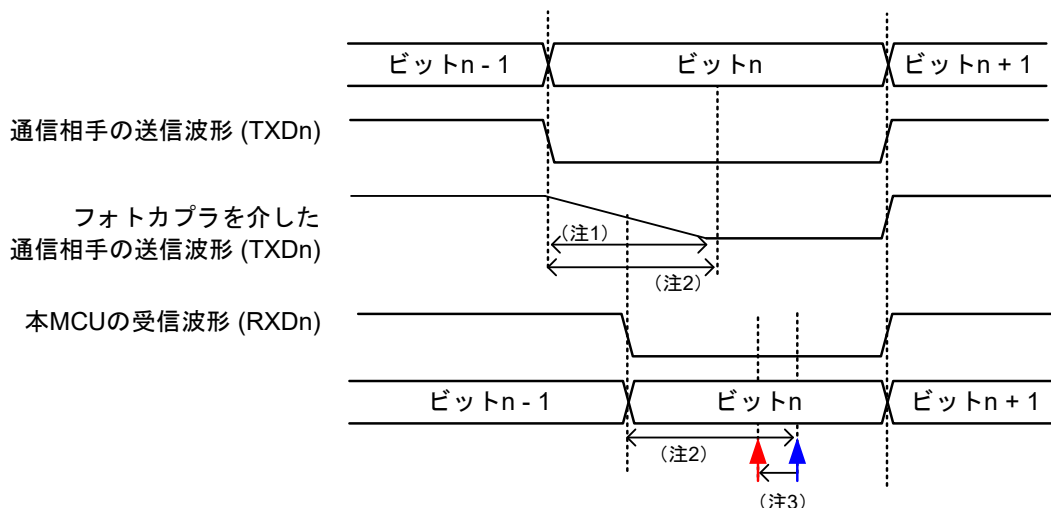 ビットn - 1 ビットn ビットn + 1
通信相手の送信波形 (TXDn)
フォトカプラを介した
通信相手の送信波形 (TXDn)
（注1）
（注2）
本MCUの受信波形 (RXDn)
ビットn - 1 ビットn ビットn + 1
（注2）
（注3）